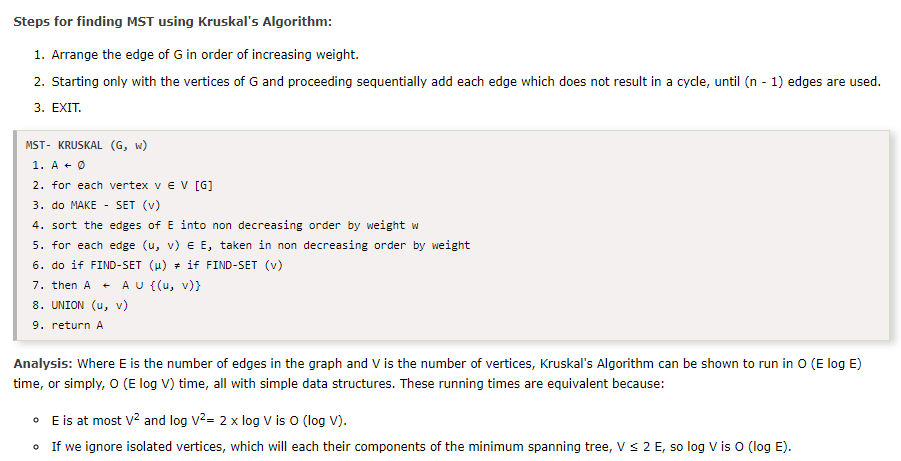 Steps for finding MST using Kruskal's Algorithm:
1. Arrange the edge of G in order of increasing weight.
2. Starting only with the vertices of G and proceeding sequentially add each edge which does not result in a cycle, until (n - 1) edges are used.
3. EXIT.
MST- KRUSKAL (G, w)
1. A ← ∅
2. for each vertex v ∈ V [G]
3. do MAKE - SET (v)
4. sort the edges of E into non decreasing order by weight w
5. for each edge (u, v) ∈ E, taken in non decreasing order by weight
6. do if FIND-SET (μ) ≠ if FIND-SET (v)
7. then A ← A ∪ {(u, v)}
8. UNION (u, v)
9. return A
Analysis: Where E is the number of edges in the graph and V is the number of vertices, Kruskal's Algorithm can be shown to run in O (E log E)
time, or simply, O (E log V) time, all with simple data structures. These running times are equivalent because:
∘ E is at most V² and log V²= 2 x log V is O (log V).
∘ If we ignore isolated vertices, which will each their components of the minimum spanning tree, V ≤ 2 E, so log V is O (log E).